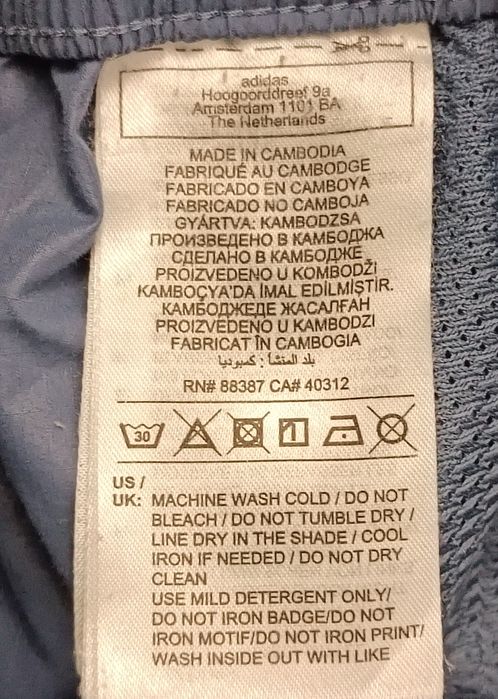 adidas
Hoogoorddreef 9a
Amsterdam 1101 BA
The Netherlands
MADE IN CAMBODIA
FABRIQUÉ AU CAMBODGE
FABRICADO EN CAMBOYA
FABRICADO NO CAMBOJA
GYÁRTVA: KAMBODZSA
ПРОИЗВЕДЕНО В КАМБОДЖА
СДЕЛАНО В КАМБОДЖЕ
PROIZVEDENO U KOMBODŽI
KAMBOÇYA'DA İMAL EDİLMİŞTİR.
КАМБОДЖЕДЕ ЖАСАЛҒАН
PROIZVEDENO U KAMBODZI
FABRICAT ÎN CAMBOGIA
بلد المنشأ : كمبوديا
RN# 88387 CA# 40312
30
US /
UK: MACHINE WASH COLD / DO NOT
BLEACH / DO NOT TUMBLE DRY /
LINE DRY IN THE SHADE / COOL
IRON IF NEEDED / DO NOT DRY
CLEAN
USE MILD DETERGENT ONLY/
DO NOT IRON BADGE/DO NOT
IRON MOTIF/DO NOT IRON PRINT/
WASH INSIDE OUT WITH LIKE